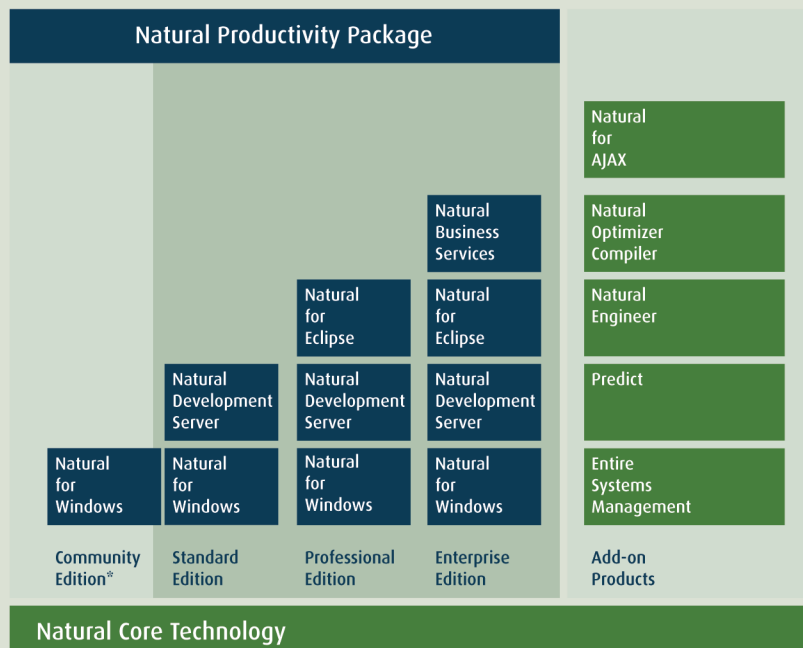 Natural Productivity Package
Natural
for
AJAX
Natural
Business
Services
Natural
Optimizer
Compiler
Natural
for
Eclipse
Natural
for
Eclipse
Natural
Engineer
Natural
Development
Server
Natural
Development
Server
Natural
Development
Server
Predict
Natural
for
Windows
Natural
for
Windows
Natural
for
Windows
Natural
for
Windows
Entire
Systems
Management
Community
Edition*
Standard
Edition
Professional
Edition
Enterprise
Edition
Add-on
Products
Natural Core Technology